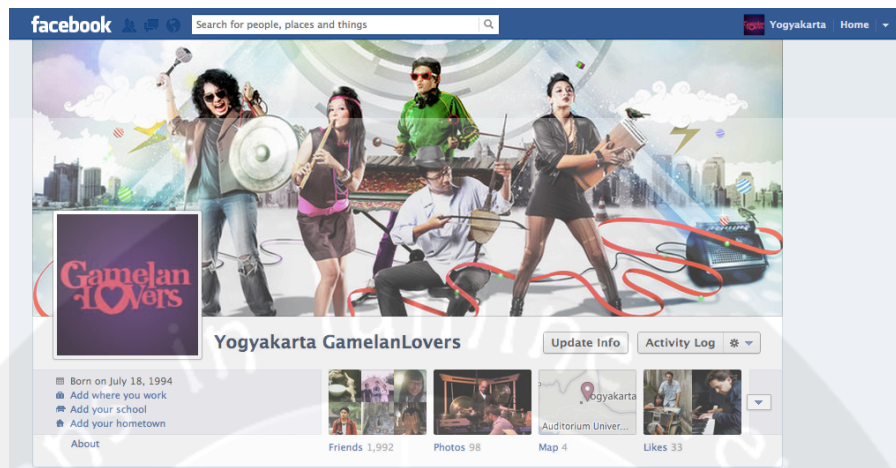 facebook
Search for people, places and things
Yogyakarta
Home
Gamelan
Lovers
Yogyakarta GamelanLovers
Update Info
Activity Log
Born on July 18, 1994
Add where you work
Add your school
Add your hometown
About
Yogyakarta
Auditorium Univer...
Friends 1,992
Photos 98
Map 4
Likes 33